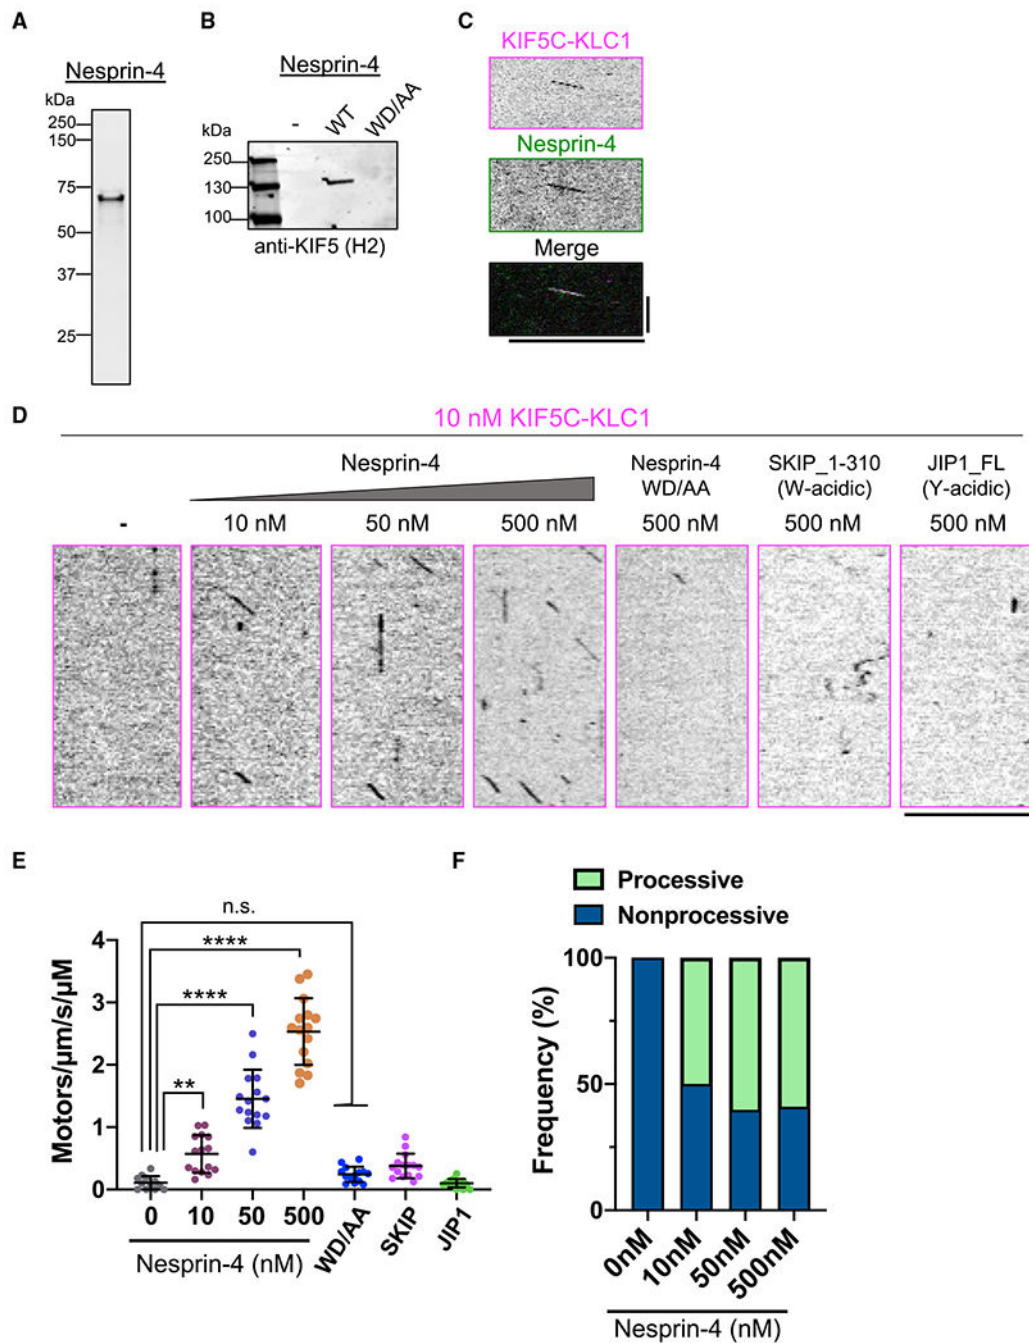 A
Nesprin-4
kDa
250
150
75
50
37
25
B
Nesprin-4
- WT WD/AA
kDa
250
130
100
anti-KIF5 (H2)
C
KIF5C-KLC1
Nesprin-4
Merge
D
10 nM KIF5C-KLC1
Nesprin-4
Nesprin-4 WD/AA
SKIP_1-310 (W-acidic)
JIP1_FL (Y-acidic)
- 10 nM 50 nM 500 nM 500 nM 500 nM 500 nM
E
n.s.
****
****
**
Motors/μm/s/μM
4
3
2
1
0
0 10 50 500 WD/AA SKIP JIP1
Nesprin-4 (nM)
F
Processive
Nonprocessive
Frequency (%)
100
50
0
0nM 10nM 50nM 500nM
Nesprin-4 (nM)